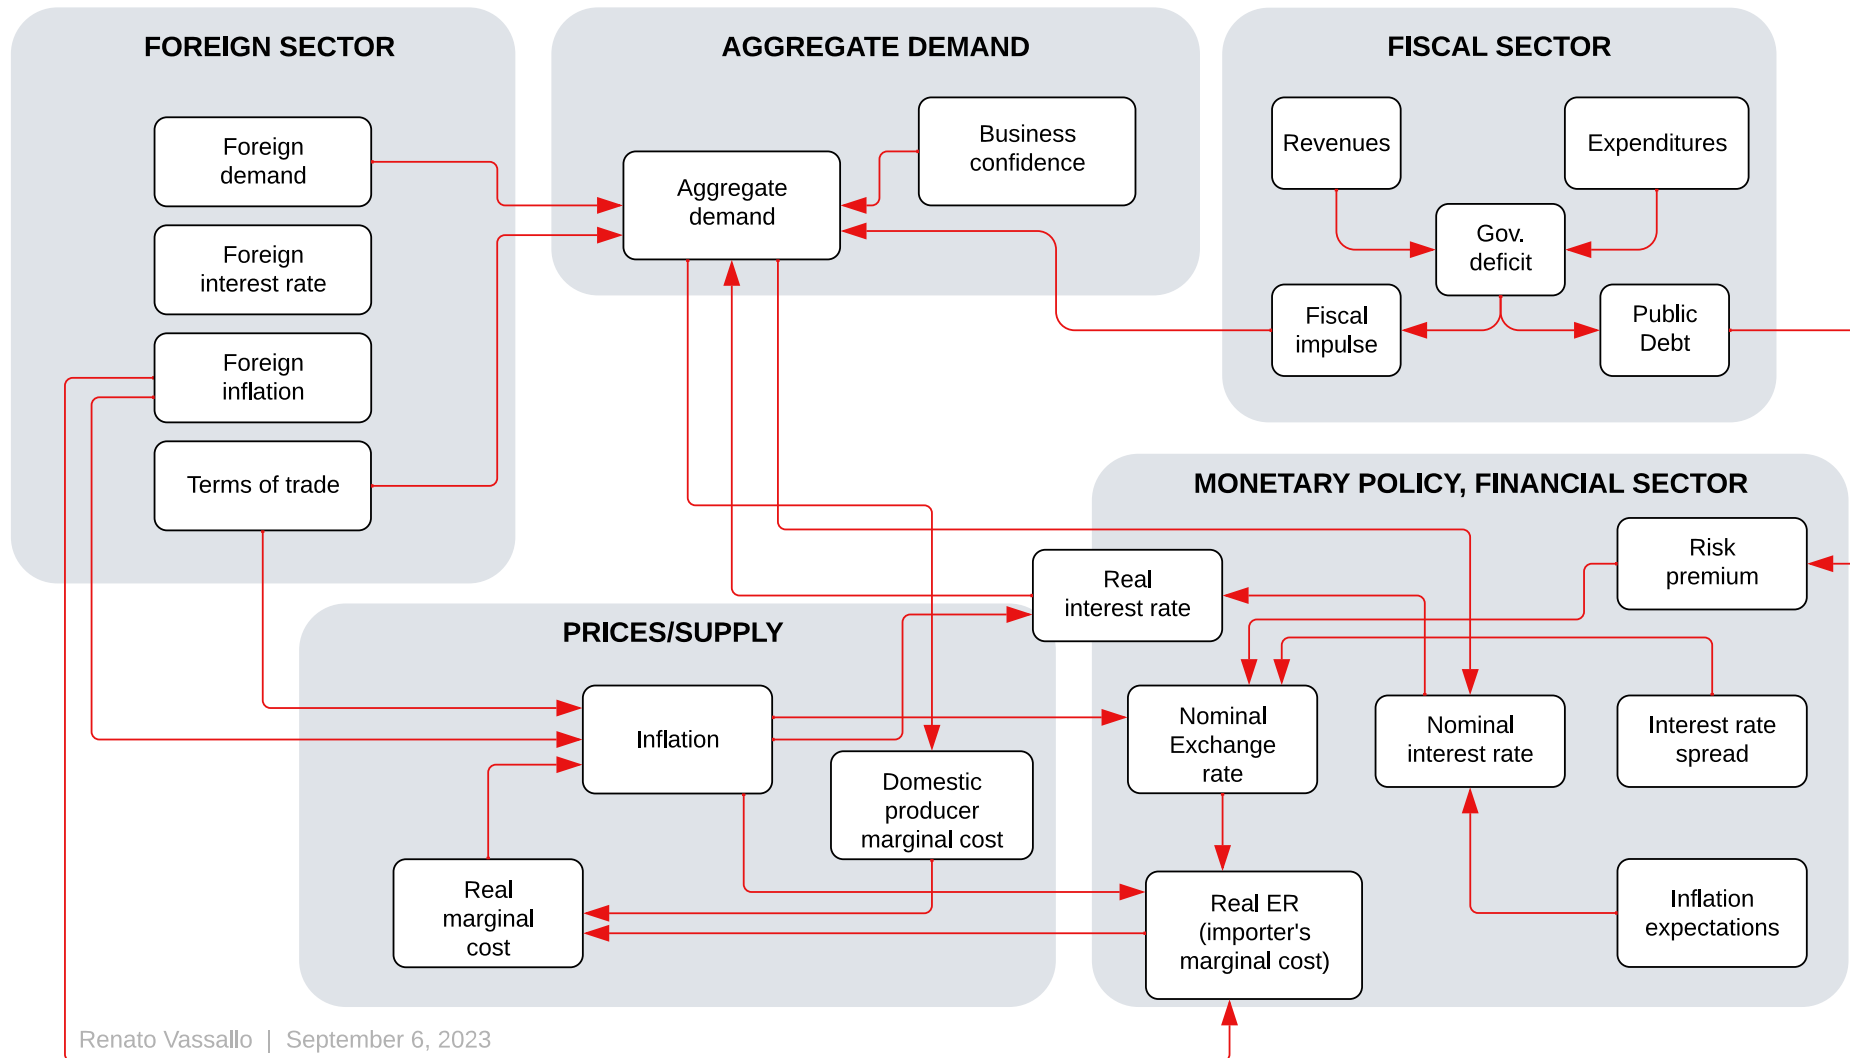 FOREIGN SECTOR
Foreign
demand
Foreign
interest rate
Foreign
inflation
Terms of trade
AGGREGATE DEMAND
Business
confidence
Aggregate
demand
FISCAL SECTOR
Revenues
Expenditures
Gov.
deficit
Fiscal
impulse
Public
Debt
MONETARY POLICY, FINANCIAL SECTOR
Risk
premium
Real
interest rate
Nominal
Exchange
rate
Nominal
interest rate
Interest rate
spread
Real ER
(importer's
marginal cost)
Inflation
expectations
PRICES/SUPPLY
Inflation
Domestic
producer
marginal cost
Real
marginal
cost
Renato Vassallo | September 6, 2023